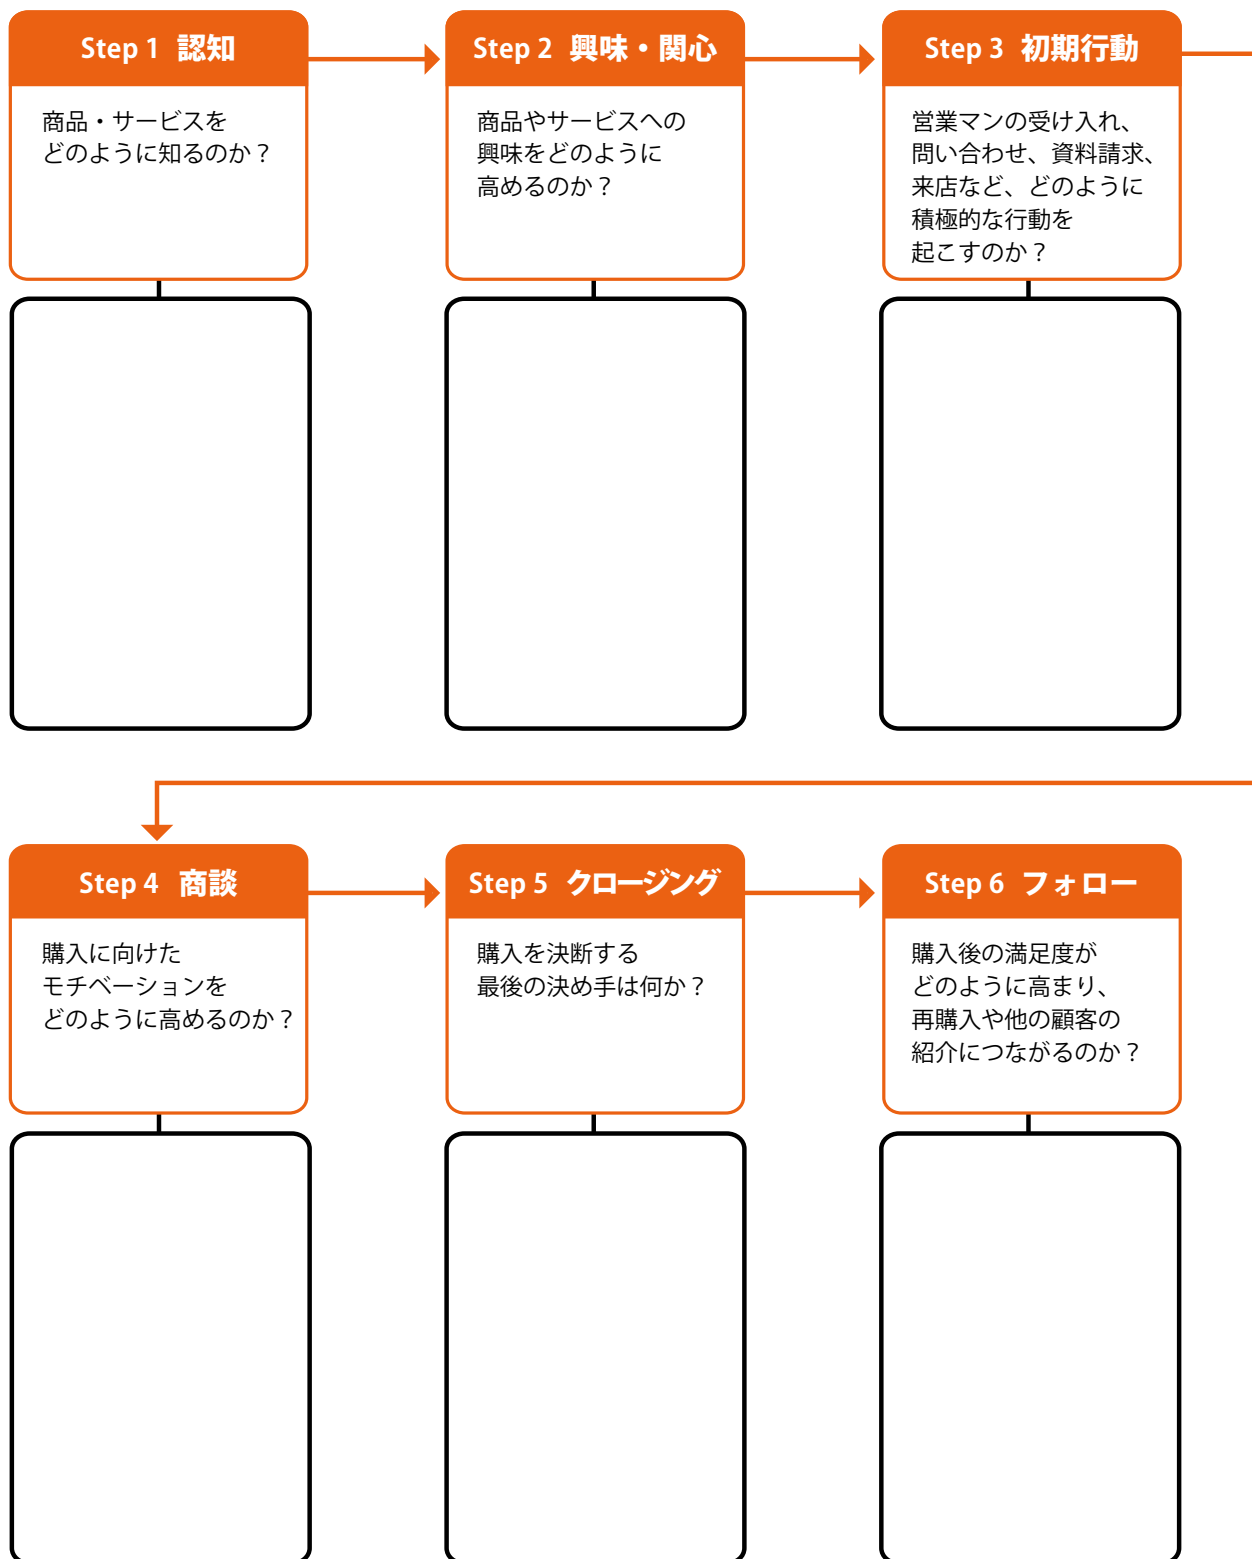 Step 1 認知
商品・サービスを
どのように知るのか？
Step 2 興味・関心
商品やサービスへの
興味をどのように
高めるのか？
Step 3 初期行動
営業マンの受け入れ、
問い合わせ、資料請求、
来店など、どのように
積極的な行動を
起こすのか？
Step 4 商談
購入に向けた
モチベーションを
どのように高めるのか？
Step 5 クロージング
購入を決断する
最後の決め手は何か？
Step 6 フォロー
購入後の満足度が
どのように高まり、
再購入や他の顧客の
紹介につながるのか？